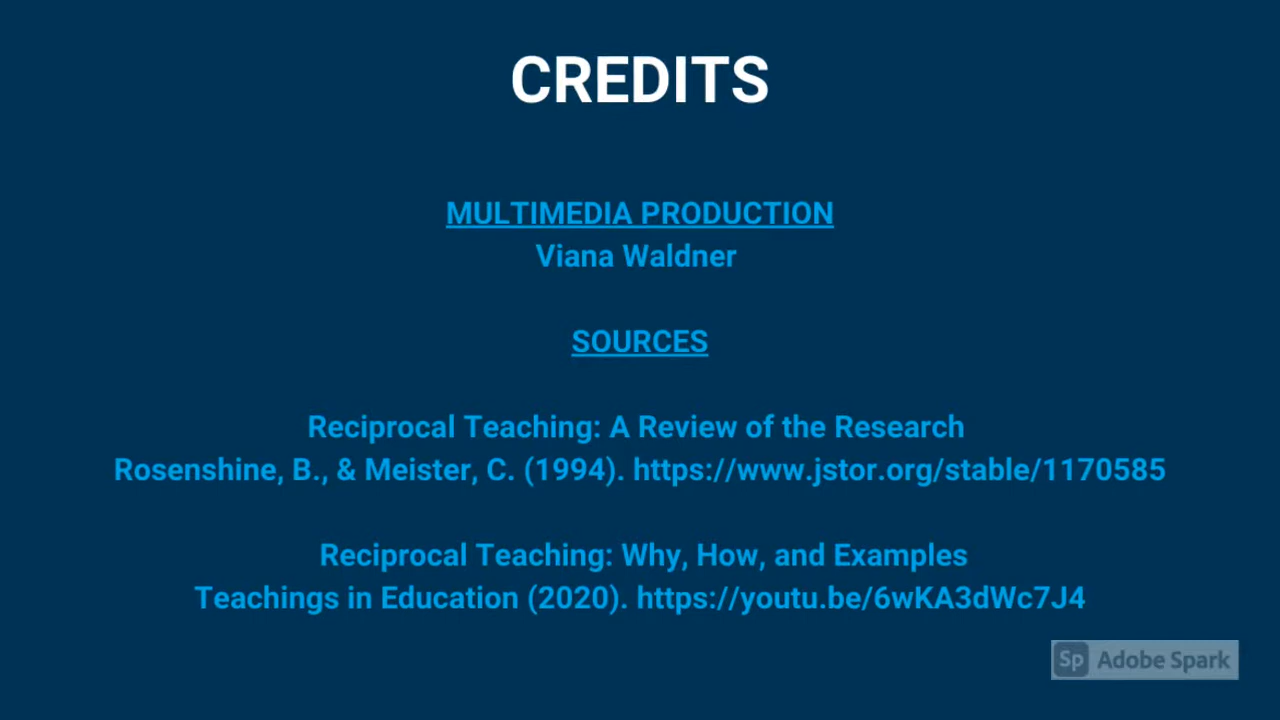 CREDITS
MULTIMEDIA PRODUCTION
Viana Waldner
SOURCES
Reciprocal Teaching: A Review of the Research
Rosenshine, B., & Meister, C. (1994). https://www.jstor.org/stable/1170585
Reciprocal Teaching: Why, How, and Examples
Teachings in Education (2020). https://youtu.be/6wKA3dWc7J4
Sp Adobe Spark